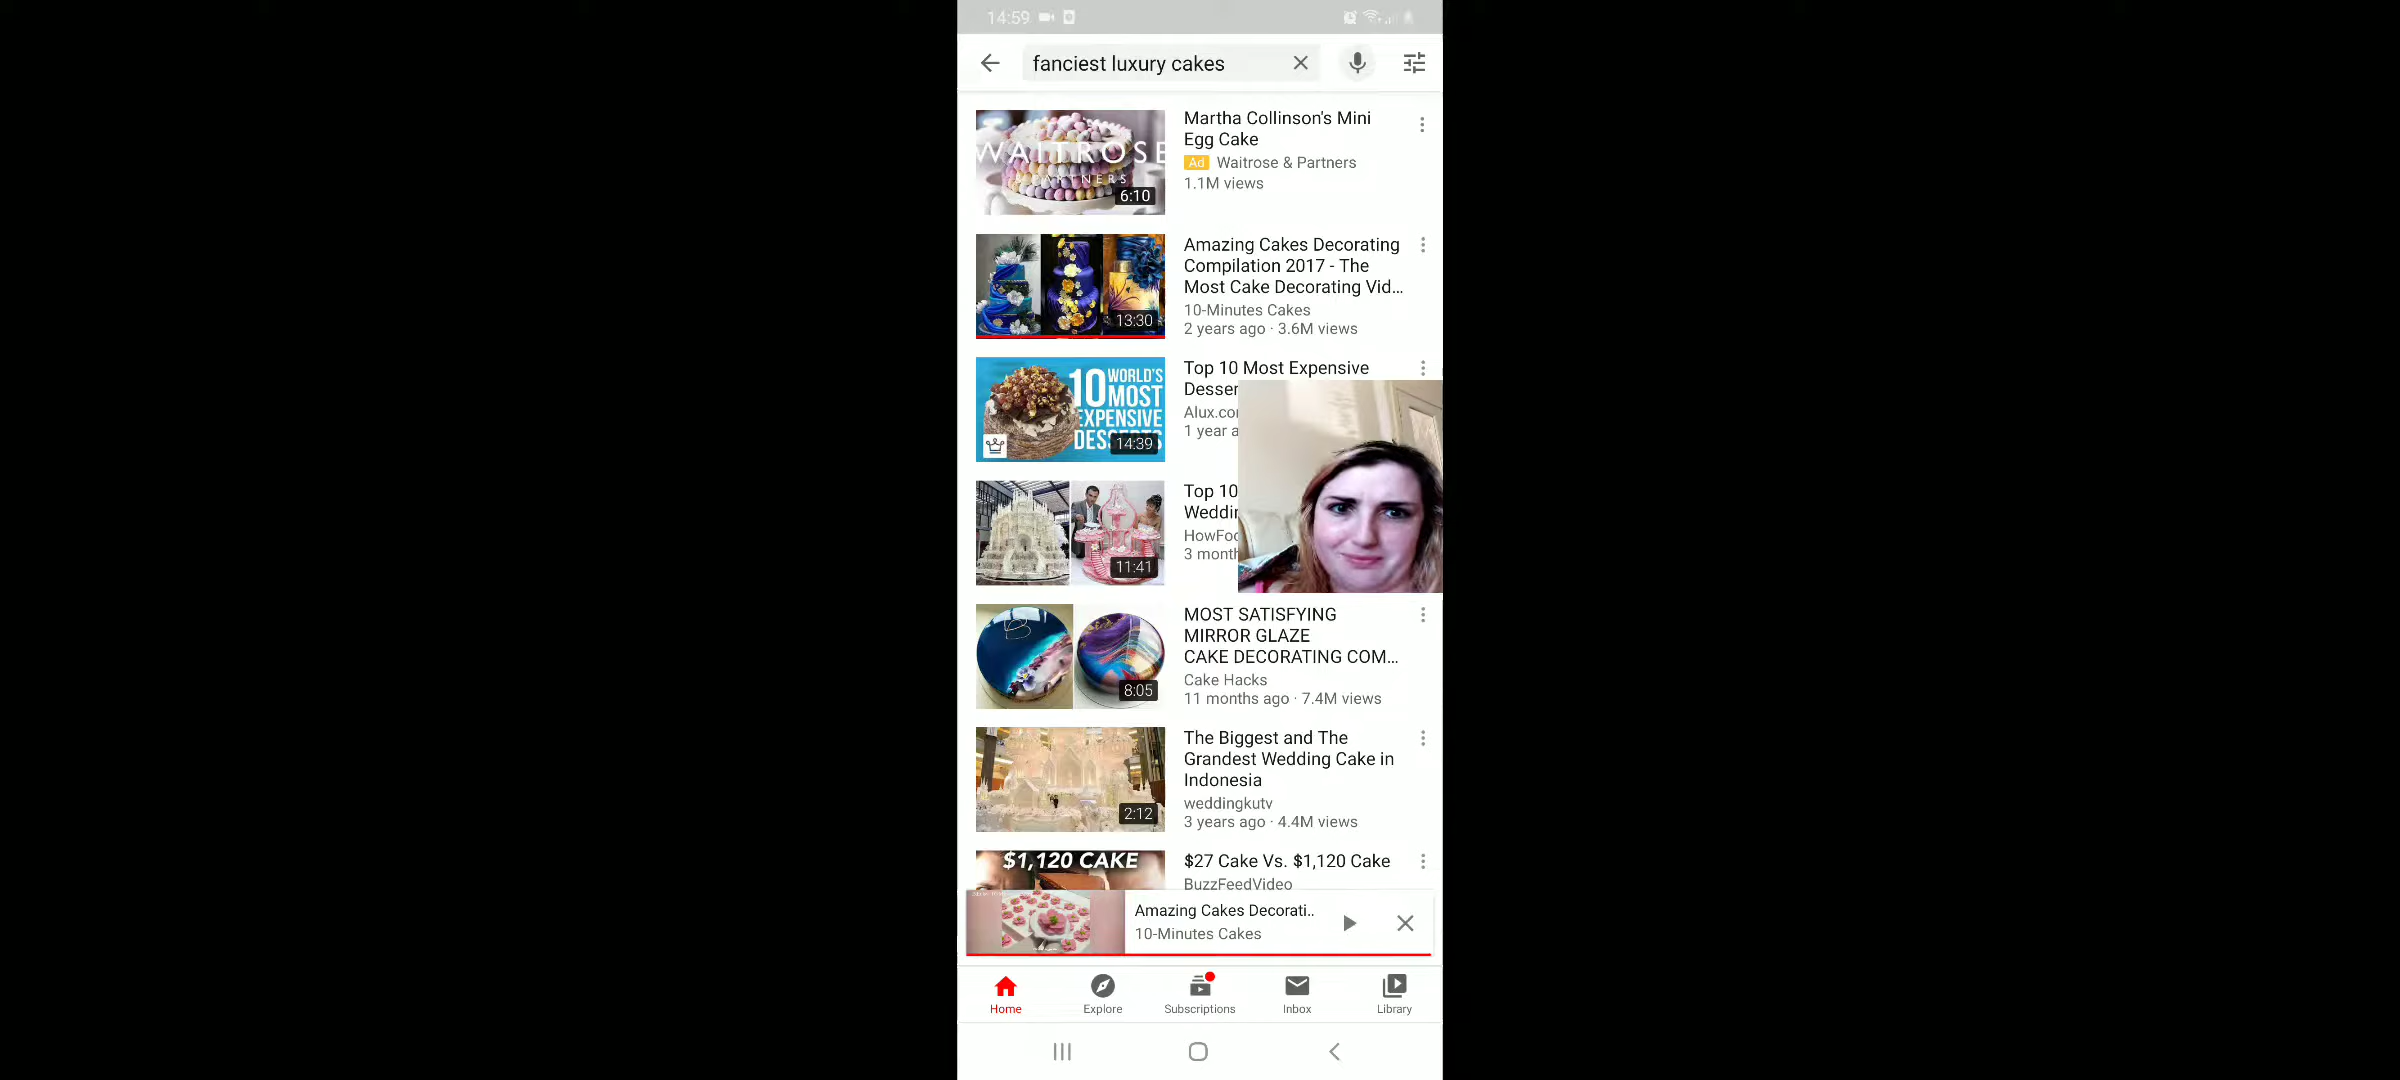 14:59
fanciest luxury cakes
WAITROSE
PARTNERS
6:10
Martha Collinson's Mini
Egg Cake
Ad Waitrose & Partners
1.1M views
13:30
Amazing Cakes Decorating
Compilation 2017 - The
Most Cake Decorating Vid...
10-Minutes Cakes
2 years ago · 3.6M views
10 WORLD'S
MOST
EXPENSIVE
DESSERTS
14:39
Top 10 Most Expensive
1 year a
11:41
Top 10
3 month
B
8:05
MOST SATISFYING
MIRROR GLAZE
CAKE DECORATING COM...
Cake Hacks
11 months ago · 7.4M views
2:12
The Biggest and The
Grandest Wedding Cake in
Indonesia
weddingkutv
3 years ago · 4.4M views
$1,120 CAKE
$27 Cake Vs. $1,120 Cake
BuzzFeedVideo
Amazing Cakes Decorati..
10-Minutes Cakes
Home
Explore
Subscriptions
Inbox
Library